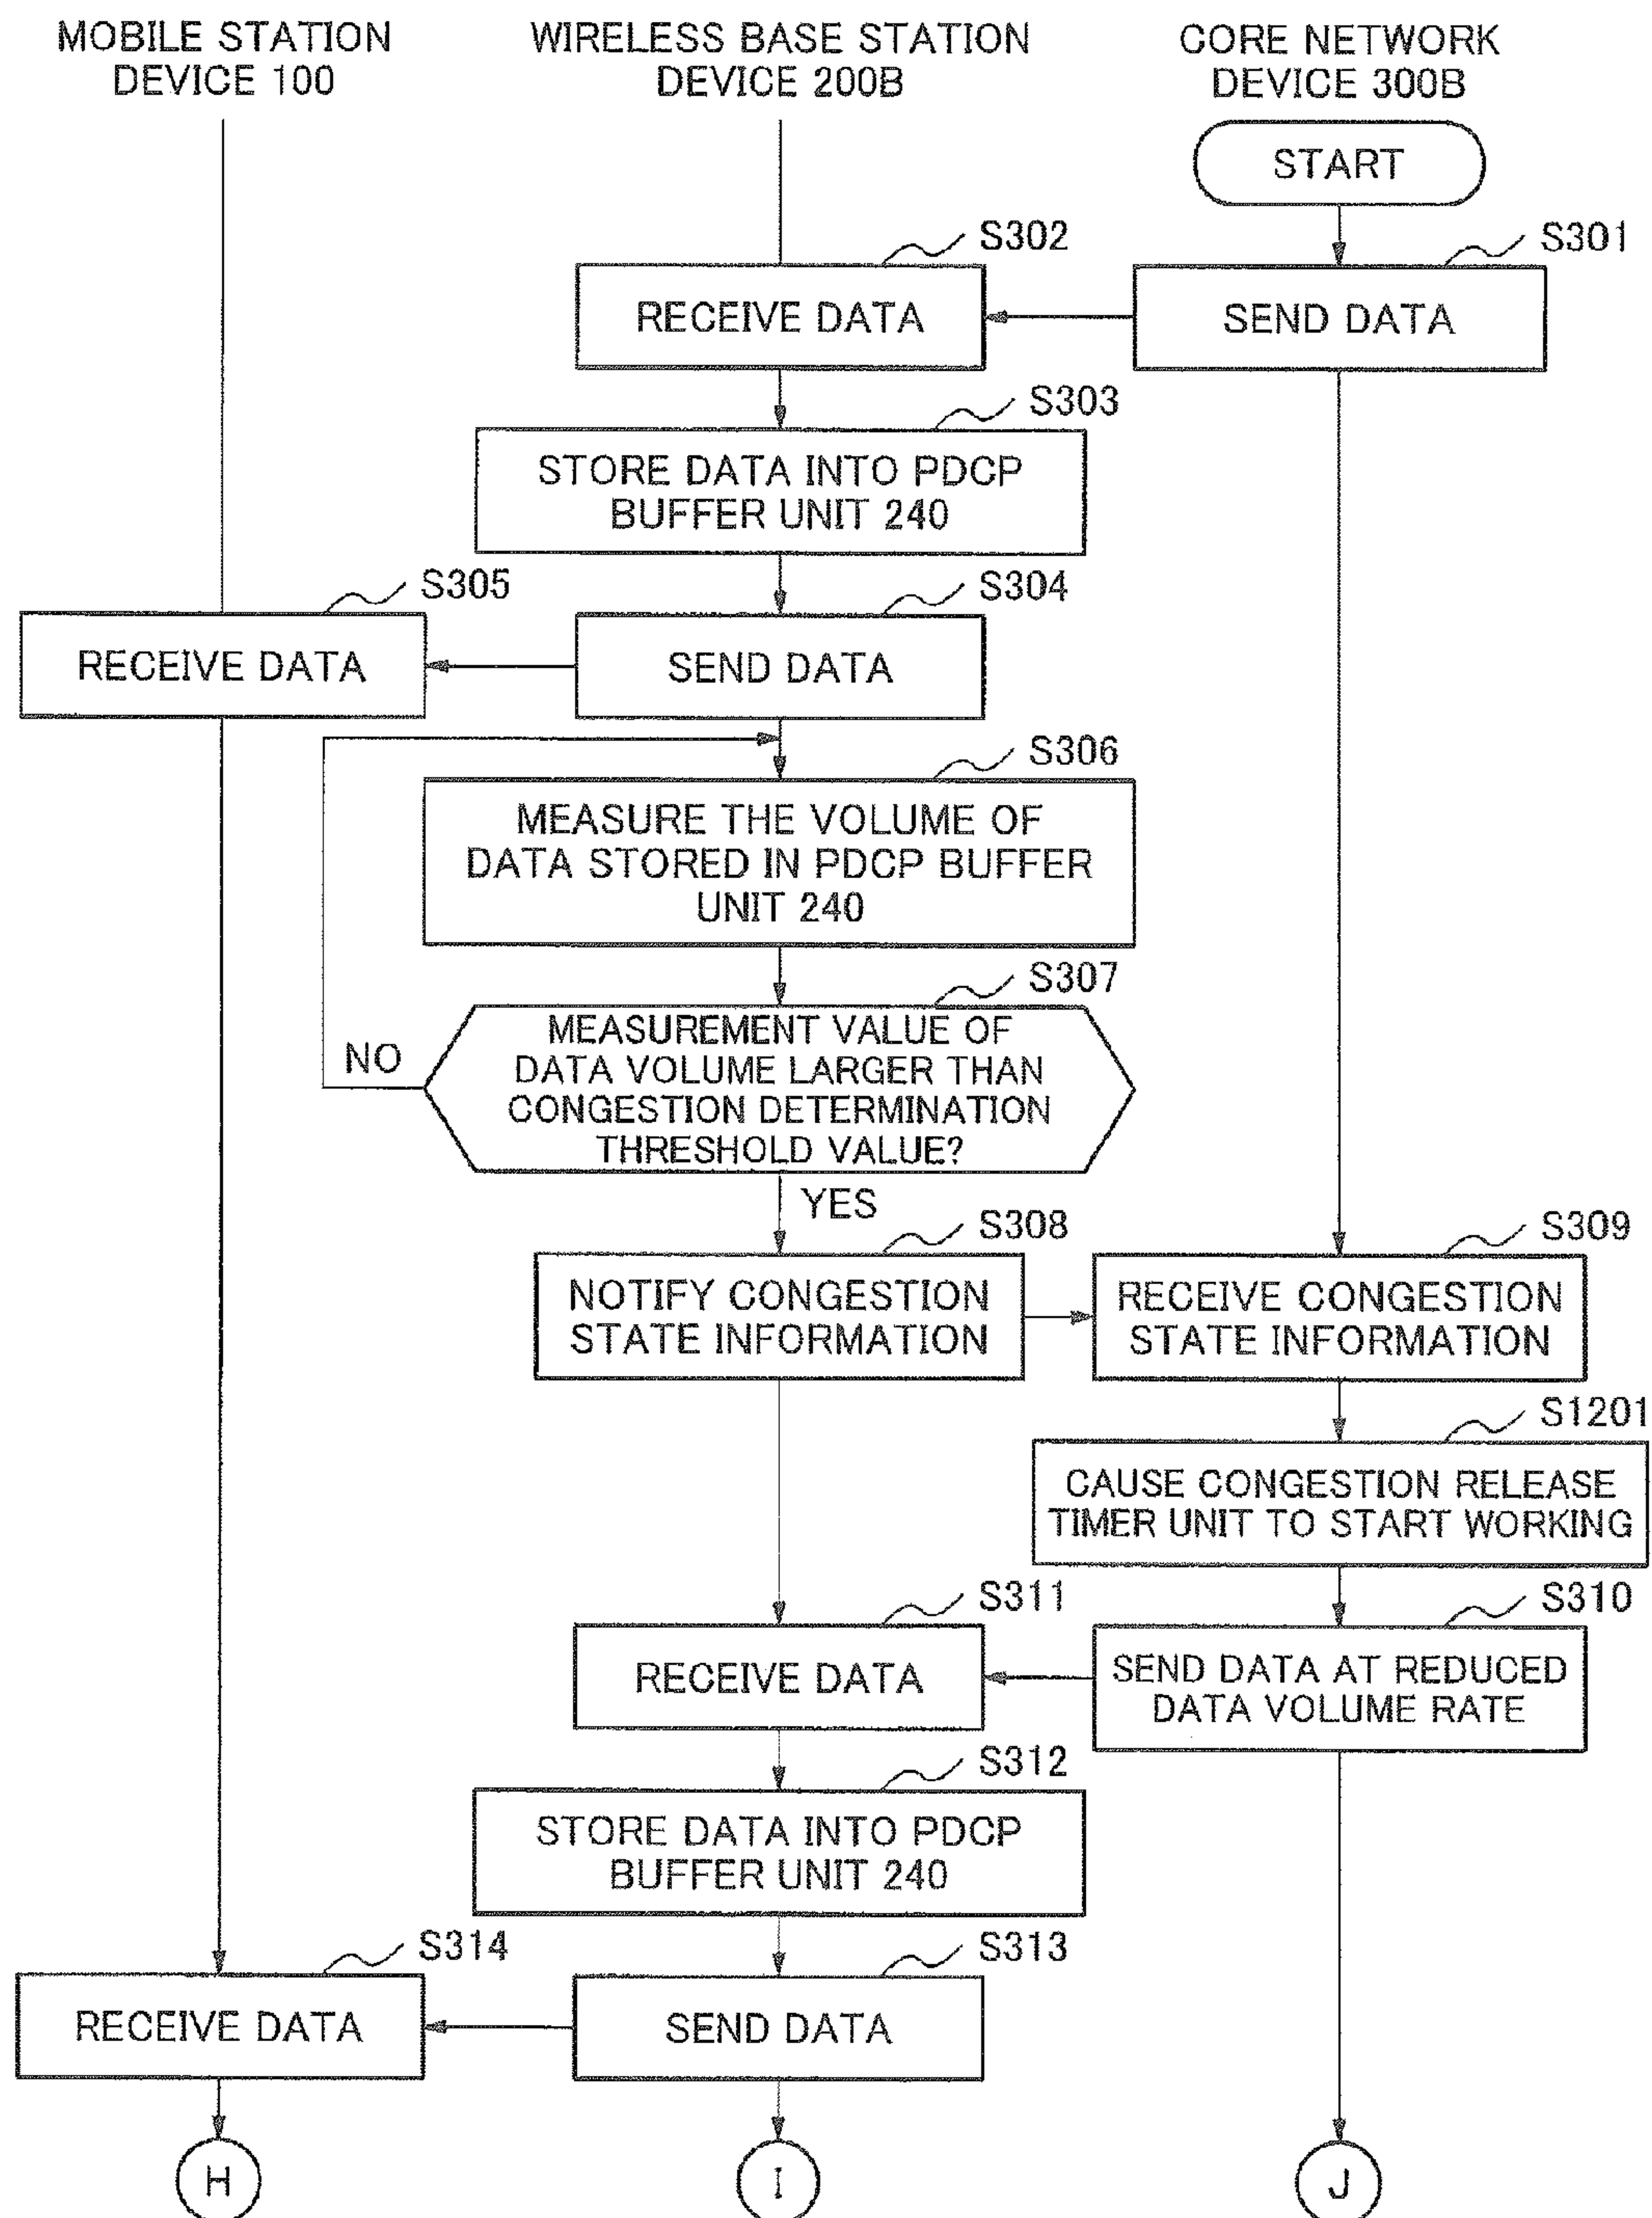 MOBILE STATION
DEVICE 100
WIRELESS BASE STATION
DEVICE 200B
CORE NETWORK
DEVICE 300B
START
S302
S301
RECEIVE DATA
SEND DATA
S303
STORE DATA INTO PDCP
BUFFER UNIT 240
S305
S304
RECEIVE DATA
SEND DATA
S306
MEASURE THE VOLUME OF
DATA STORED IN PDCP BUFFER
UNIT 240
S307
NO
MEASUREMENT VALUE OF
DATA VOLUME LARGER THAN
CONGESTION DETERMINATION
THRESHOLD VALUE?
YES
S308
S309
NOTIFY CONGESTION
STATE INFORMATION
RECEIVE CONGESTION
STATE INFORMATION
S1201
CAUSE CONGESTION RELEASE
TIMER UNIT TO START WORKING
S311
S310
RECEIVE DATA
SEND DATA AT REDUCED
DATA VOLUME RATE
S312
STORE DATA INTO PDCP
BUFFER UNIT 240
S314
S313
RECEIVE DATA
SEND DATA
H
I
J